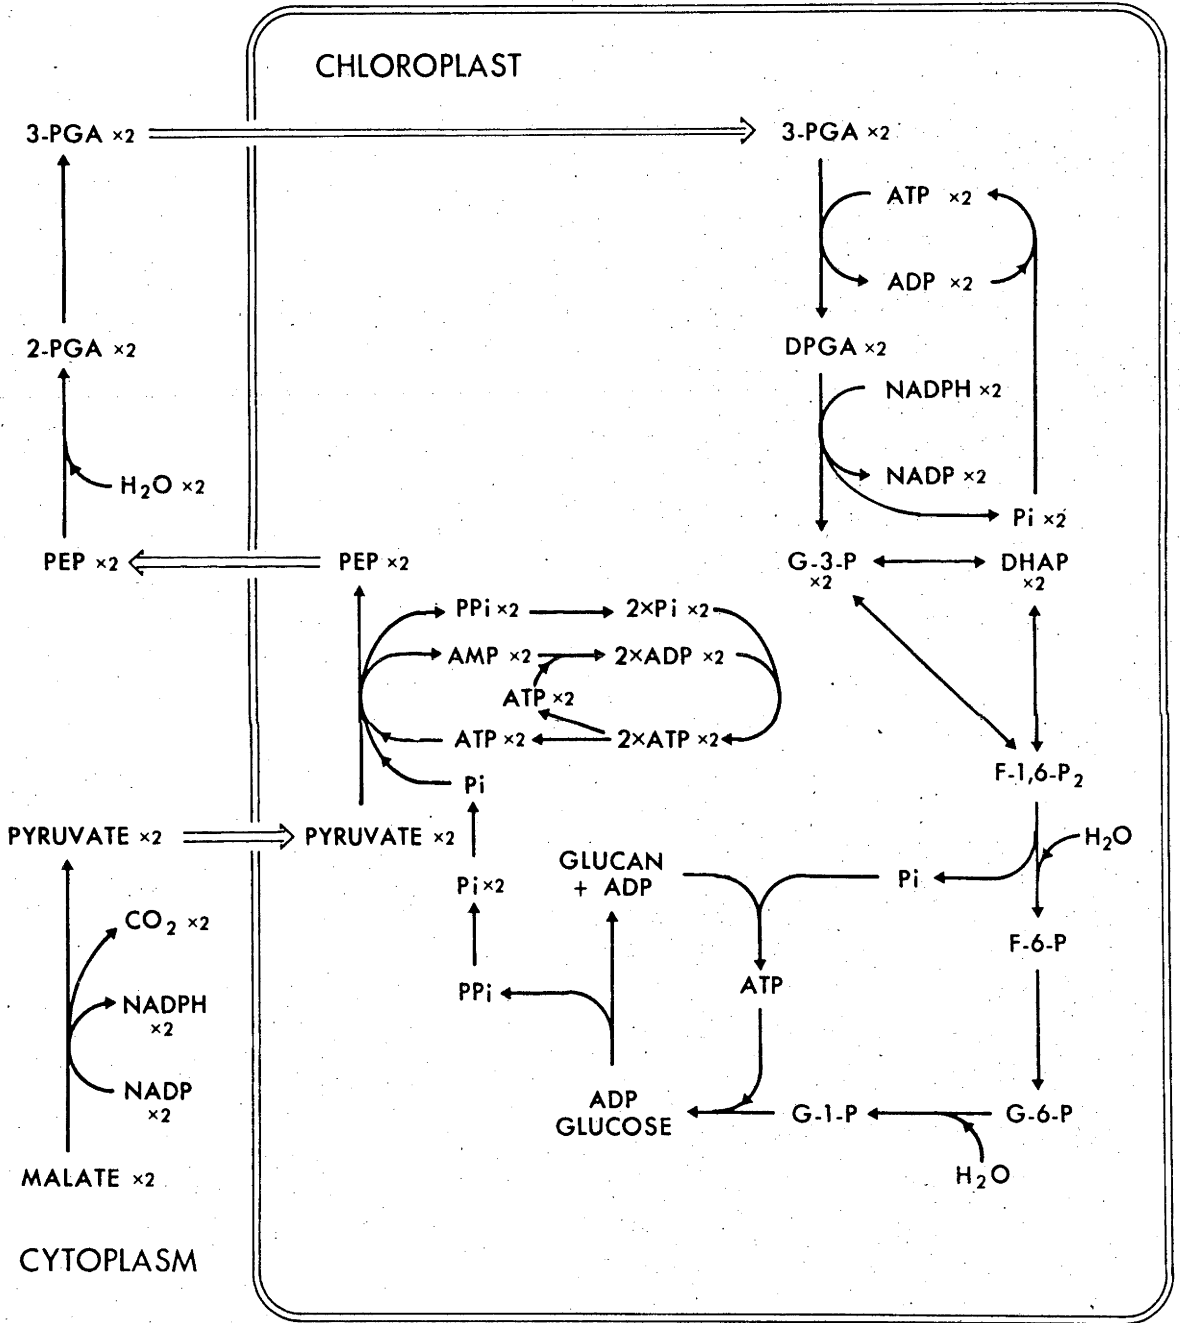 CHLOROPLAST
3-PGA ×2
3-PGA ×2
ATP ×2
ADP ×2
2-PGA ×2
DPGA ×2
NADPH ×2
NADP ×2
H2O ×2
Pi ×2
PEP ×2
PEP ×2
G-3-P
×2
DHAP
×2
PPi ×2
2×Pi ×2
AMP ×2
2×ADP ×2
ATP ×2
ATP ×2
2×ATP ×2
Pi
F-1,6-P2
PYRUVATE ×2
PYRUVATE ×2
H2O
GLUCAN
+ ADP
Pi
Pi ×2
CO2 ×2
F-6-P
PPi
ATP
NADPH
×2
NADP
×2
ADP
GLUCOSE
G-1-P
G-6-P
H2O
MALATE ×2
CYTOPLASM